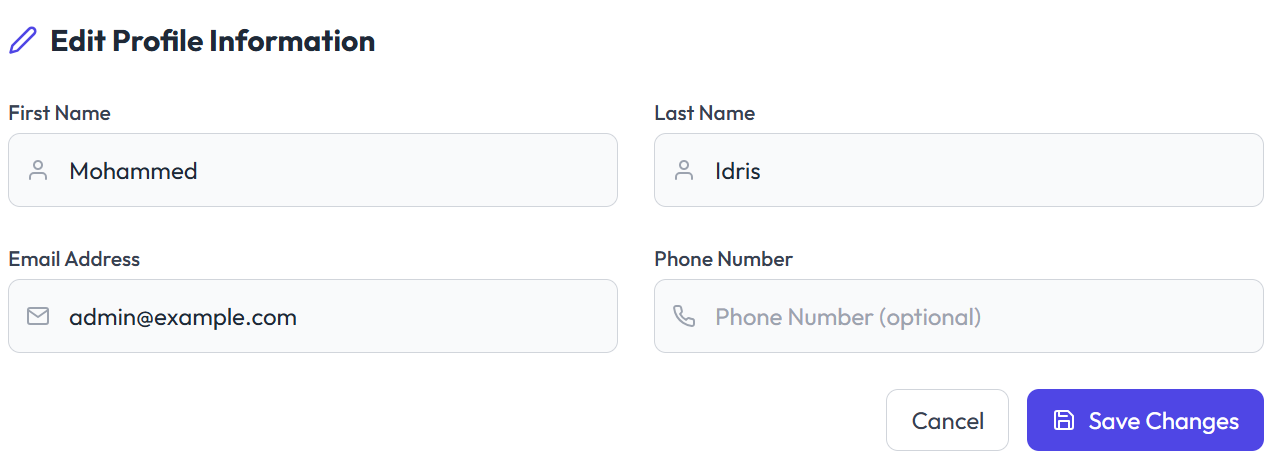 Edit Profile Information
First Name
Last Name
Mohammed
Idris
Email Address
Phone Number
admin@example.com
Phone Number (optional)
Cancel
Save Changes